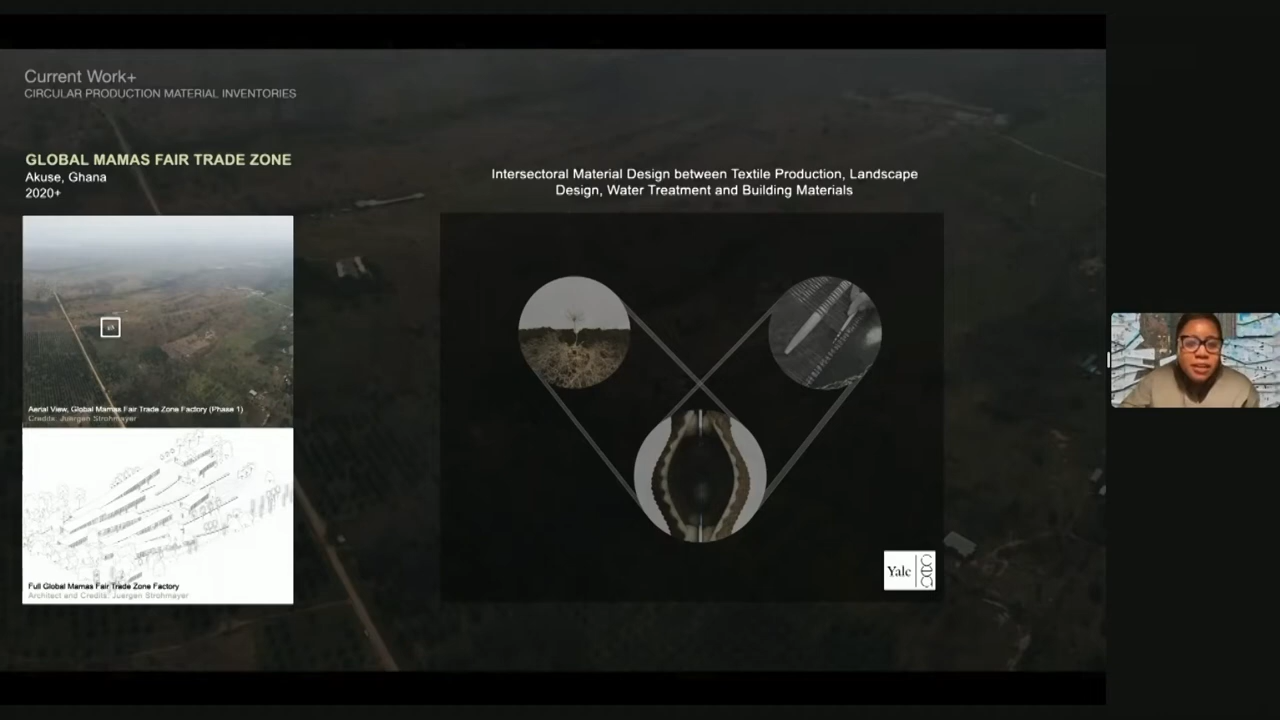 Current Work+
CIRCULAR PRODUCTION MATERIAL INVENTORIES
GLOBAL MAMAS FAIR TRADE ZONE
Akuse, Ghana
2020+
Intersectoral Material Design between Textile Production, Landscape
Design, Water Treatment and Building Materials
Aerial View, Global Mamas Fair Trade Zone Factory (Phase 1)
Credits: Juergen Strohmayer
Full Global Mamas Fair Trade Zone Factory
Architect and Credits: Juergen Strohmayer
Yale